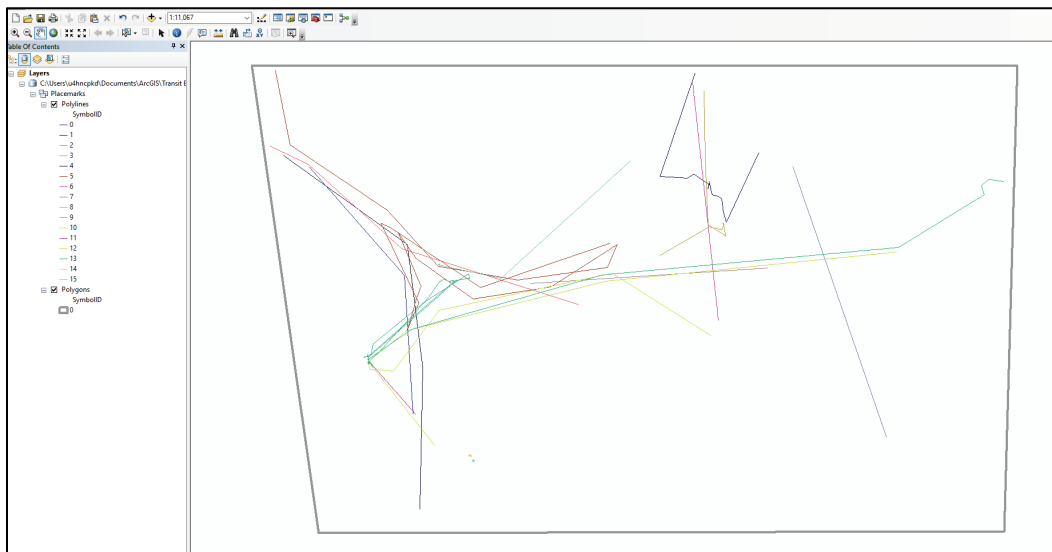 1:11,067
Table Of Contents
Layers
C:\Users\u4hncpkd\Documents\ArcGIS\Transit E
Placemarks
Polylines
SymbolID
0
1
2
3
4
5
6
7
8
9
10
11
12
13
14
15
Polygons
SymbolID
0